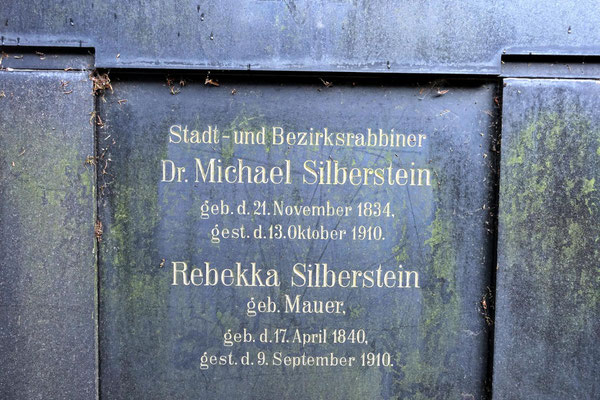 Stadt- und Bezirksrabbiner
Dr. Michael Silberstein
geb. d. 21. November 1834,
gest. d. 13. Oktober 1910.
Rebekka Silberstein
geb. Mauer,
geb. d. 17. April 1840,
gest. d. 9. September 1910.